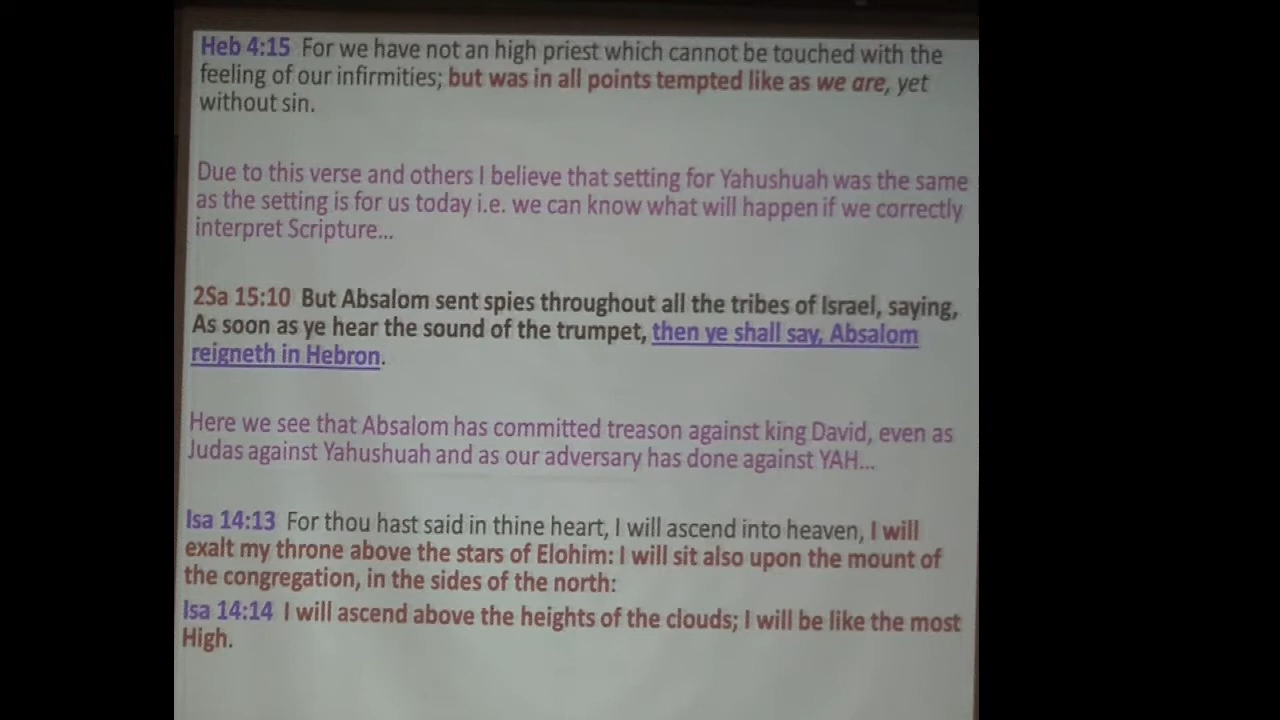 Heb 4:15 For we have not an high priest which cannot be touched with the
feeling of our infirmities; but was in all points tempted like as we are, yet
without sin.
Due to this verse and others I believe that setting for Yahushuah was the same
as the setting is for us today i.e. we can know what will happen if we correctly
interpret Scripture...
2Sa 15:10 But Absalom sent spies throughout all the tribes of Israel, saying,
As soon as ye hear the sound of the trumpet, then ye shall say, Absalom
reigneth in Hebron.
Here we see that Absalom has committed treason against king David, even as
Judas against Yahushuah and as our adversary has done against YAH...
Isa 14:13 For thou hast said in thine heart, I will ascend into heaven, I will
exalt my throne above the stars of Elohim: I will sit also upon the mount of
the congregation, in the sides of the north:
Isa 14:14 I will ascend above the heights of the clouds; I will be like the most
High.